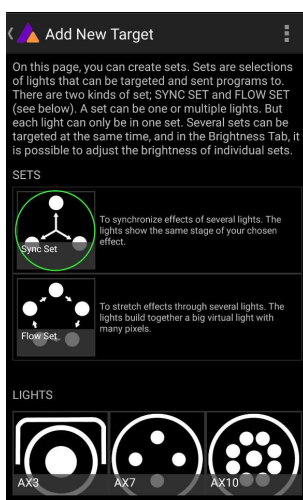 Add New Target
On this page, you can create sets. Sets are selections
of lights that can be targeted and sent programs to.
There are two kinds of set; SYNC SET and FLOW SET
(see below). A set can be one or multiple lights. But
each light can only be in one set. Several sets can be
targeted at the same time, and in the Brightness Tab, it
is possible to adjust the brightness of individual sets.
SETS
To synchronize effects of several lights. The
lights show the same stage of your chosen
effect.
Sync Set
To stretch effects through several lights. The
lights build together a big virtual light with
many pixels.
Flow Set
LIGHTS
AX3
AX7
AX10